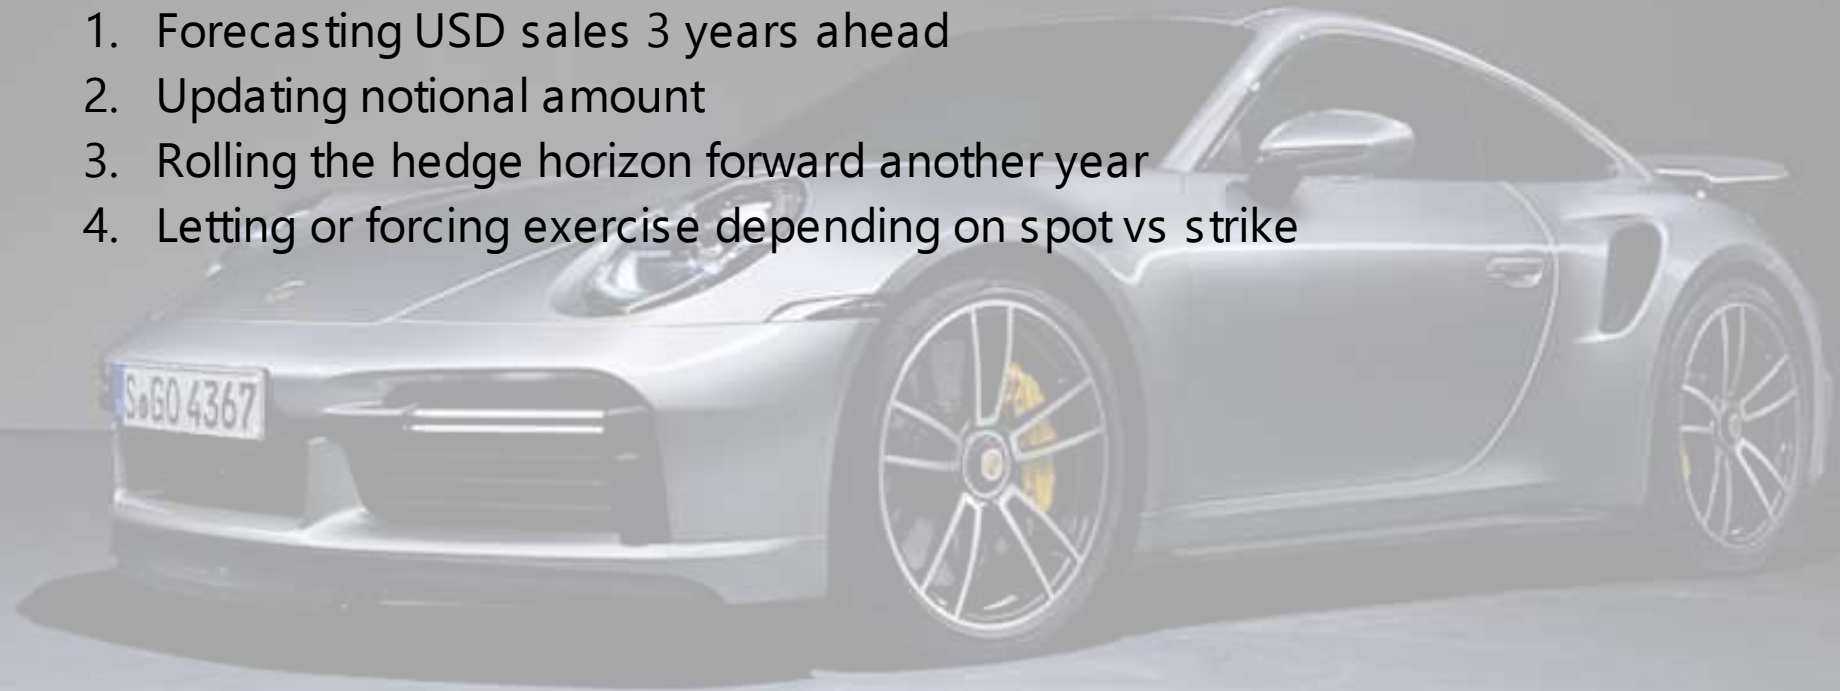 1. Forecasting USD sales 3 years ahead
2. Updating notional amount
3. Rolling the hedge horizon forward another year
4. Letting or forcing exercise depending on spot vs strike
S GO 4367